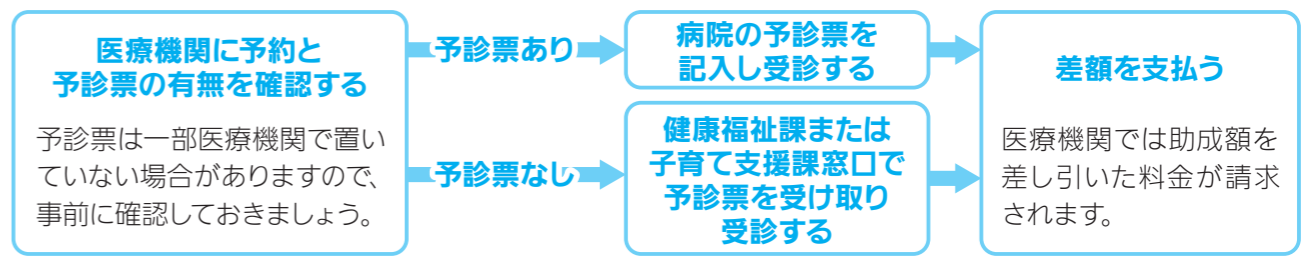 医療機関に予約と
予診票の有無を確認する
予診票は一部医療機関で置い
ていない場合がありますので、
事前に確認しておきましょう。
予診票あり
病院の予診票を
記入し受診する
予診票なし
健康福祉課または
子育て支援課窓口で
予診票を受け取り
受診する
差額を支払う
医療機関では助成額を
差し引いた料金が請求
されます。